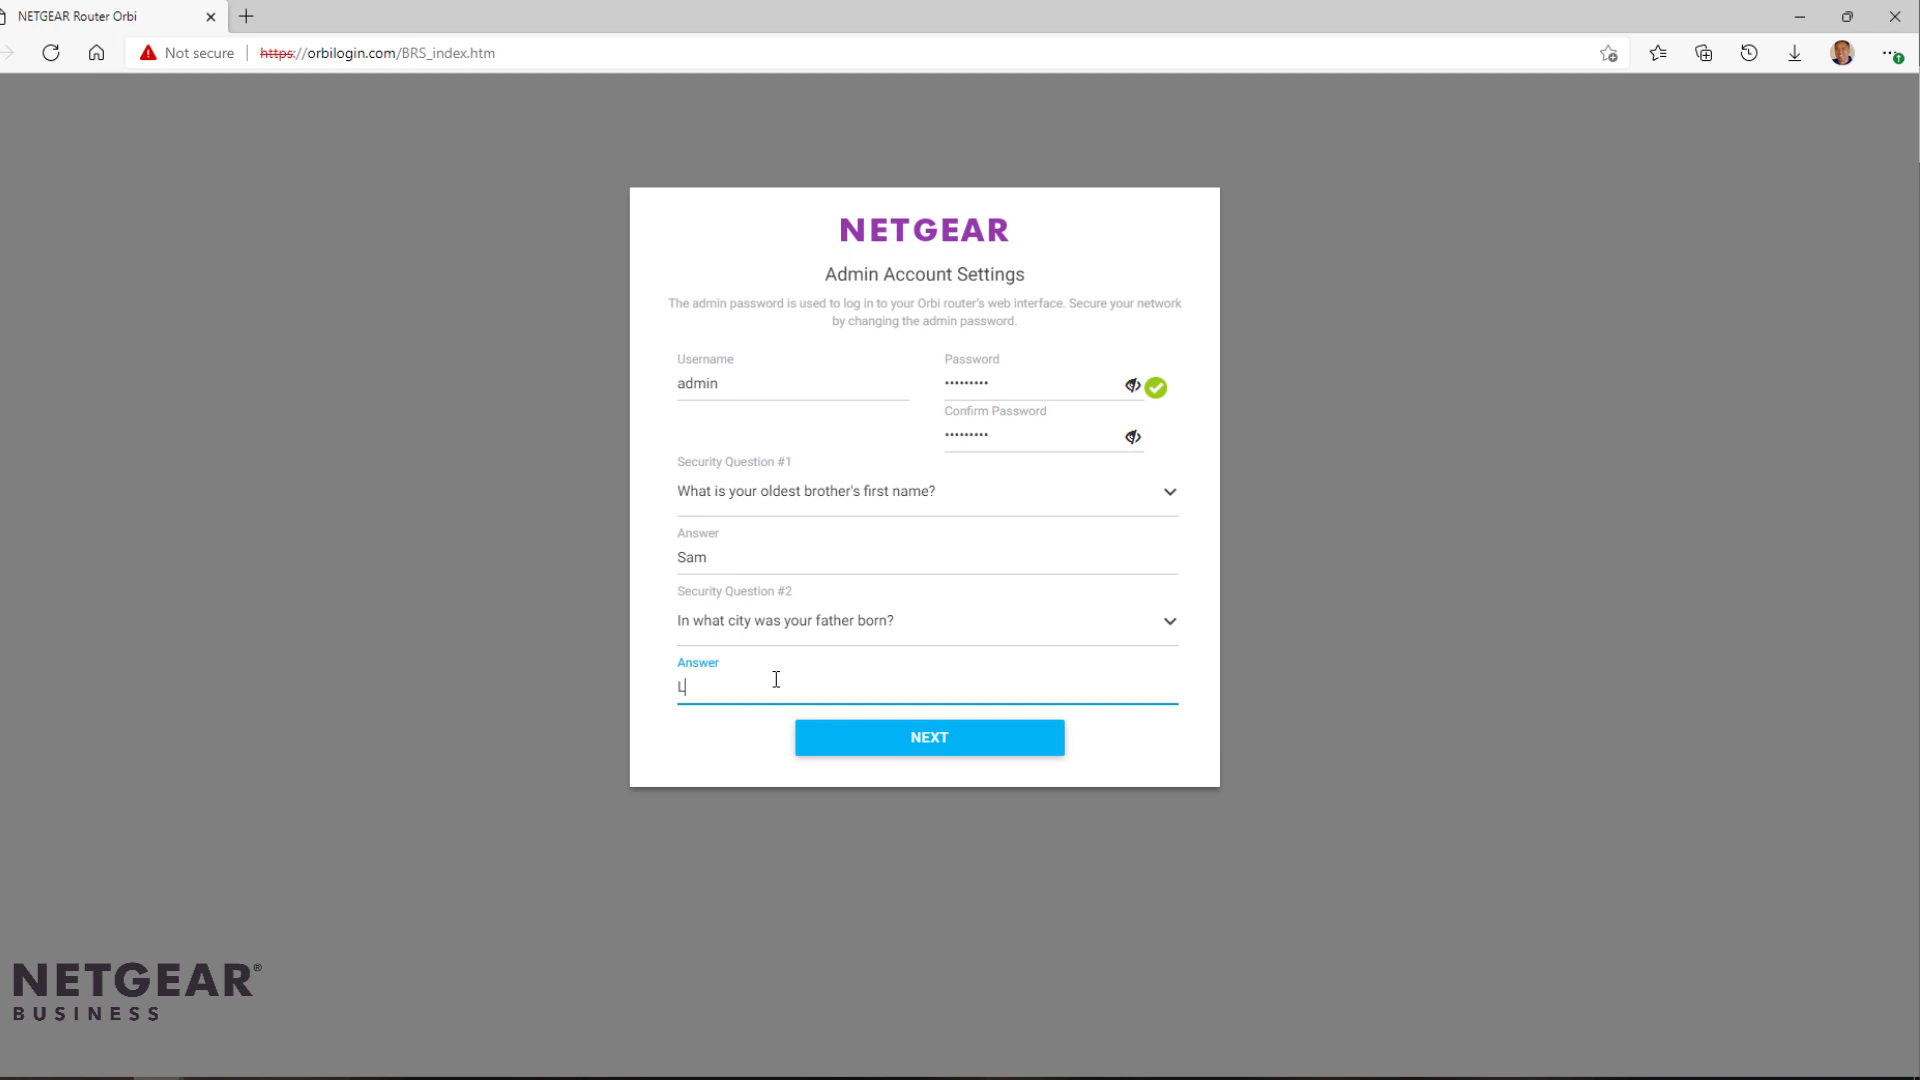 NETGEAR Router Orbi
Not secure https://orbilogin.com/BRS_index.htm
NETGEAR
Admin Account Settings
The admin password is used to log in to your Orbi router's web interface. Secure your network
by changing the admin password.
Username Password
admin •••••••••
Confirm Password
•••••••••
Security Question #1
What is your oldest brother's first name?
Answer
Sam
Security Question #2
In what city was your father born?
Answer
L
NEXT
NETGEAR®
BUSINESS